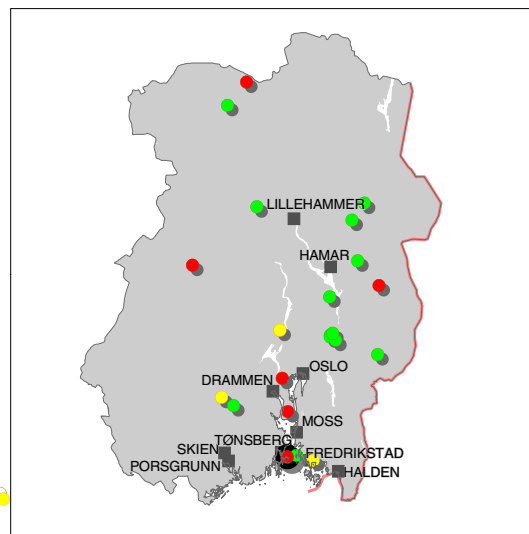 LILLEHAMMER
HAMAR
OSLO
DRAMMEN
MOSS
TØNSBERG
SKIEN
FREDRIKSTAD
PORSGRUNN
HALDEN